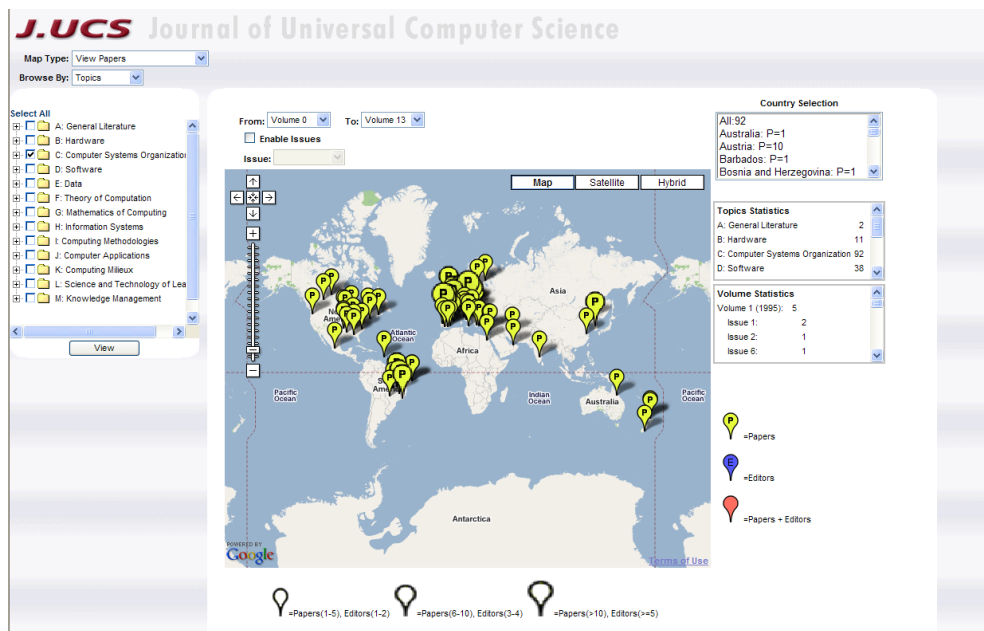 J.UCS Journal of Universal Computer Science
Map Type: View Papers
Browse By: Topics
Select All
A: General Literature
B: Hardware
C: Computer Systems Organizatior
D: Software
E: Data
F: Theory of Computation
G: Mathematics of Computing
H: Information Systems
I: Computing Methodologies
J: Computer Applications
K: Computing Milieux
L: Science and Technology of Lea
M: Knowledge Management
View
From: Volume 0 To: Volume 13
Enable Issues
Issue:
Map Satellite Hybrid
Asia
Atlantic
Ocean
Africa
Pacific
Ocean
Indian
Ocean
Australia
Pacific
Ocean
Antarctica
POWERED BY
Google
Terms of Use
Country Selection
All:92
Australia: P=1
Austria: P=10
Barbados: P=1
Bosnia and Herzegovina: P=1
Topics Statistics
A: General Literature 2
B: Hardware 11
C: Computer Systems Organization 92
D: Software 38
Volume Statistics
Volume 1 (1995): 5
Issue 1: 2
Issue 2: 1
Issue 6: 1
P =Papers
E =Editors
=Papers + Editors
=Papers(1-5), Editors(1-2) =Papers(6-10), Editors(3-4) =Papers(>10), Editors(>=5)